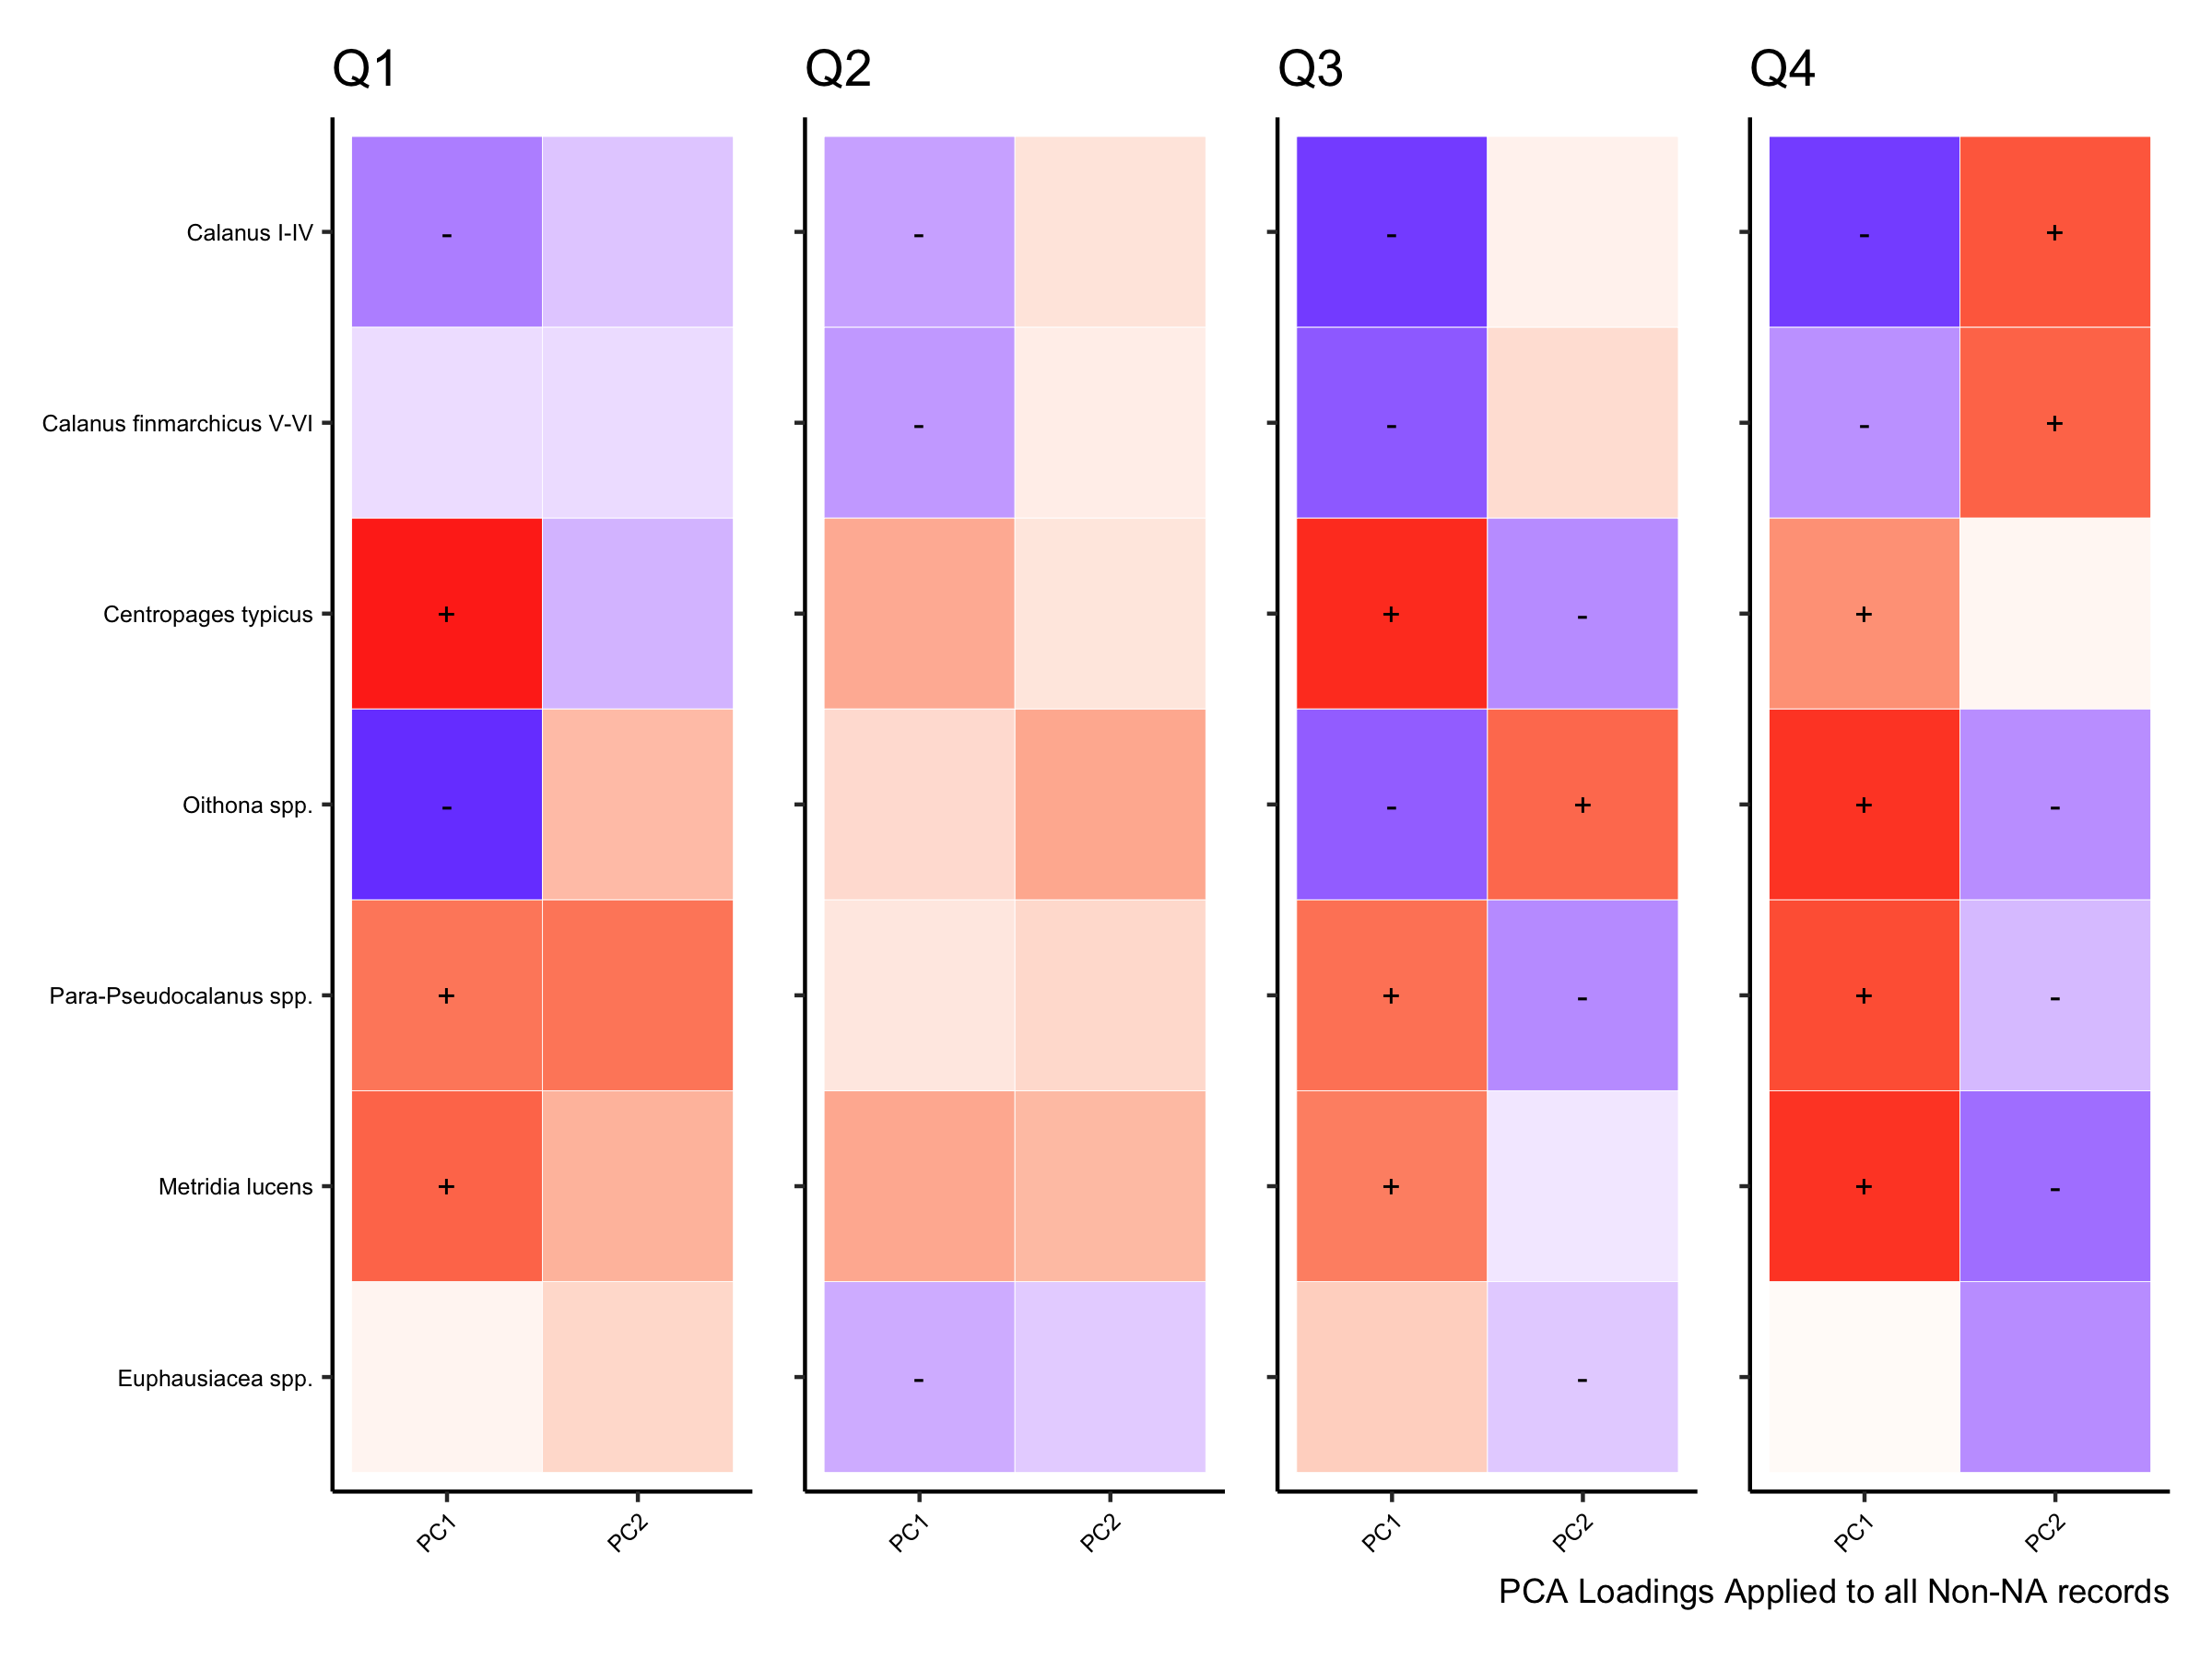 Q1 Q2 Q3 Q4
Calanus I-IV - - - - +
Calanus finmarchicus V-VI - - - +
Centropages typicus + + - +
Oithona spp. - - + + -
Para-Pseudocalanus spp. + + - + -
Metridia lucens + + + -
Euphausiacea spp. - -
PC1 PC2 PC1 PC2 PC1 PC2 PC1 PC2
PCA Loadings Applied to all Non-NA records